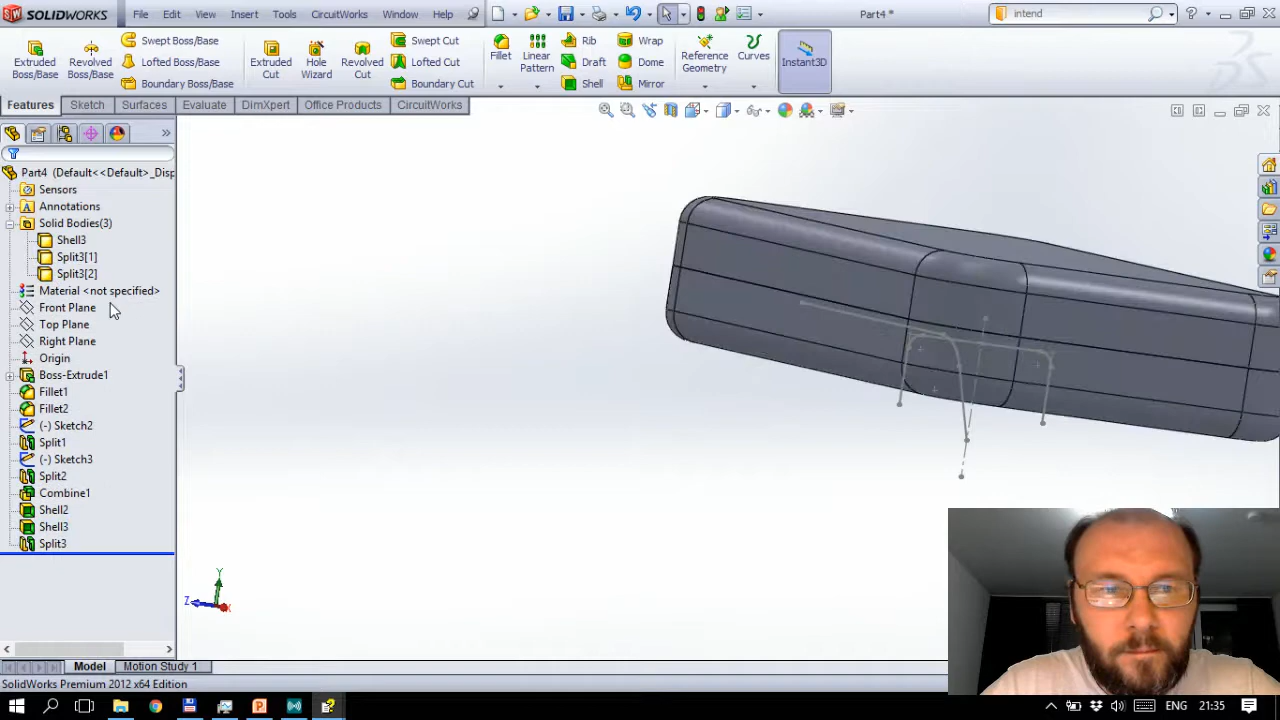 SOLIDWORKS File Edit View Insert Tools CircuitWorks Window Help Part4 * intend
Extruded Boss/Base
Revolved Boss/Base
Swept Boss/Base
Lofted Boss/Base
Boundary Boss/Base
Extruded Cut
Hole Wizard
Revolved Cut
Swept Cut
Lofted Cut
Boundary Cut
Fillet
Linear Pattern
Rib
Draft
Shell
Wrap
Dome
Mirror
Reference Geometry
Curves
Instant3D
Features Sketch Surfaces Evaluate DimXpert Office Products CircuitWorks
Part4 (Default<<Default>_Disp
Sensors
Annotations
Solid Bodies(3)
Shell3
Split3[1]
Split3[2]
Material <not specified>
Front Plane
Top Plane
Right Plane
Origin
Boss-Extrude1
Fillet1
Fillet2
(-) Sketch2
Split1
(-) Sketch3
Split2
Combine1
Shell2
Shell3
Split3
Y
Z
X
Model Motion Study 1
SolidWorks Premium 2012 x64 Edition
ENG 21:35